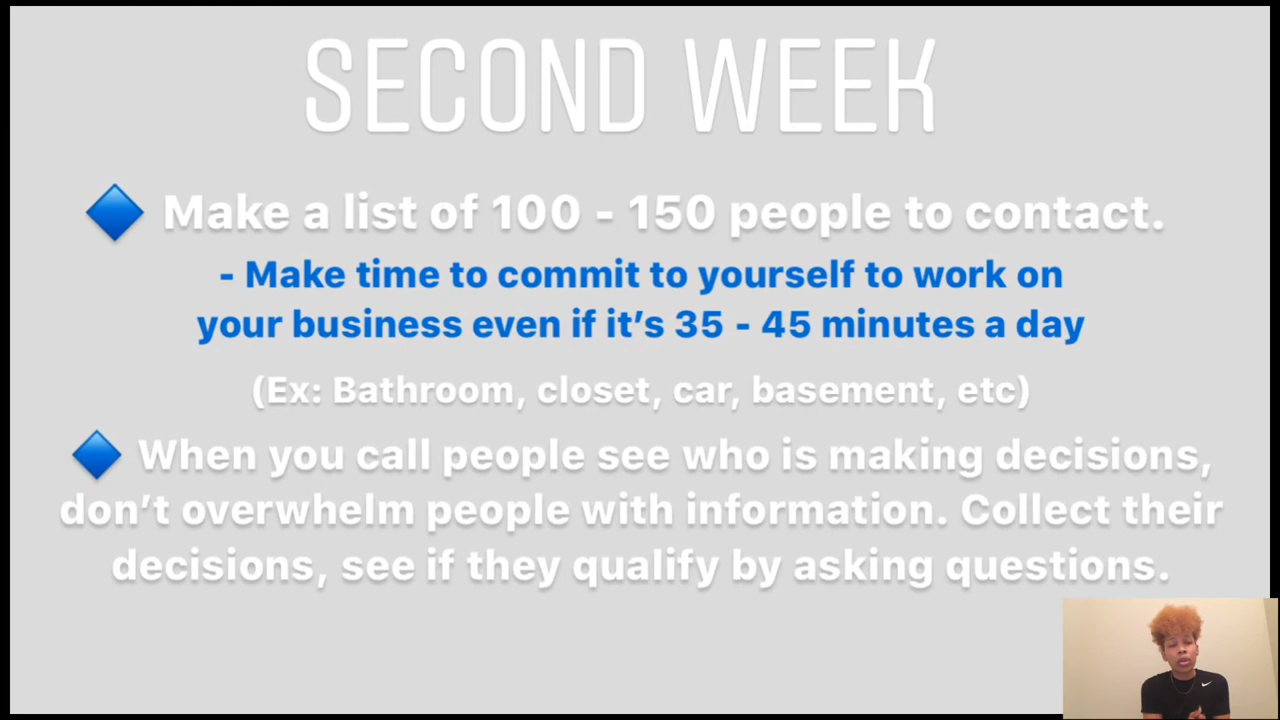 SECOND WEEK
Make a list of 100 - 150 people to contact.
- Make time to commit to yourself to work on
your business even if it’s 35 - 45 minutes a day
(Ex: Bathroom, closet, car, basement, etc)
When you call people see who is making decisions,
don’t overwhelm people with information. Collect their
decisions, see if they qualify by asking questions.